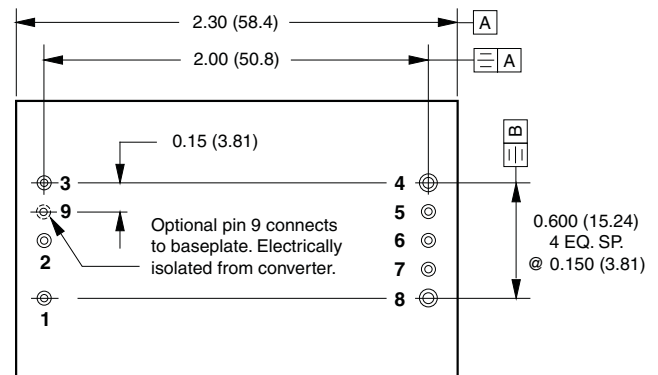 2.30 (58.4)
A
2.00 (50.8)
A
B
0.15 (3.81)
3
4
9
5
Optional pin 9 connects
to baseplate. Electrically
isolated from converter.
0.600 (15.24)
4 EQ. SP.
@ 0.150 (3.81)
6
2
7
8
1